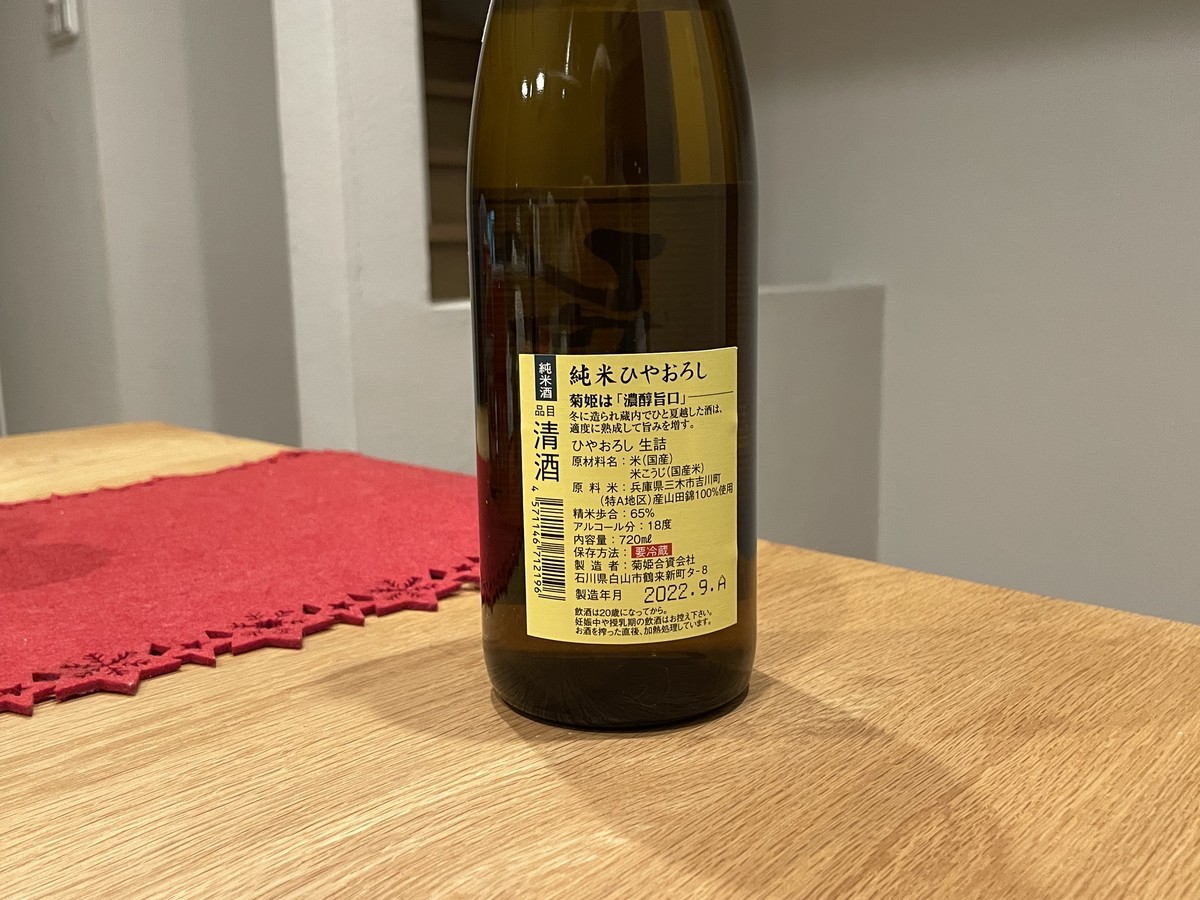 純米酒
品目
清酒
4 571146 712196
純米ひやおろし
菊姫は「濃醇旨口」
冬に造られ蔵内でひと夏越した酒は、
適度に熟成して旨みを増す。
ひやおろし 生詰
原材料名：米(国産)
米こうじ(国産米)
原料米：兵庫県三木市吉川町
(特A地区)産山田錦100%使用
精米歩合：65%
アルコール分：18度
内容量：720㎖
保存方法：要冷蔵
製造者：菊姫合資会社
石川県白山市鶴来新町タ-8
製造年月 2022.9.A
飲酒は20歳になってから。
妊娠中や授乳期の飲酒はお控え下さい。
お酒を搾った直後、加熱処理しています。